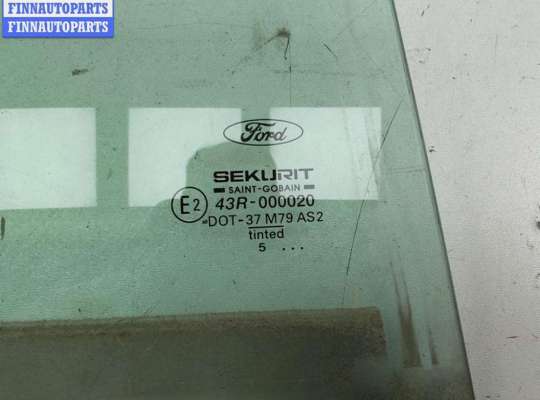 FINNAUTOPARTS
FINNAUTOPARTS
Ford
SEKURIT
SAINT-GOBAIN
E2 43R-000020
DOT-37 M79 AS2
tinted
5 ...